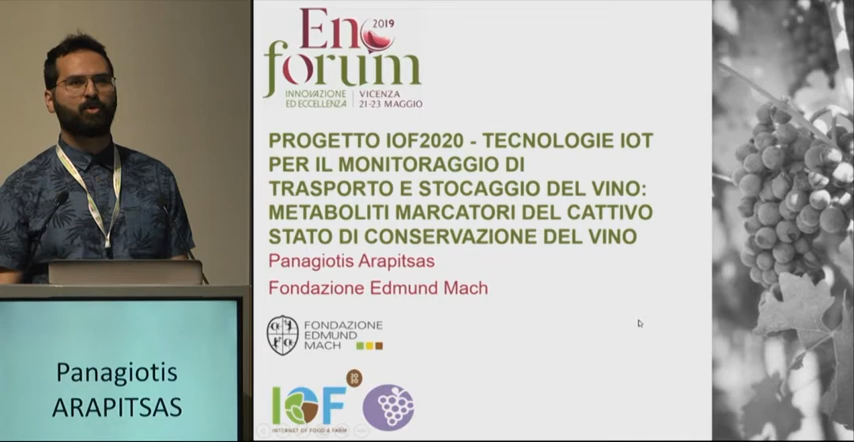 Eno
2019
forum
INNOVAZIONE
ED ECCELLENZA
VICENZA
21-23 MAGGIO
PROGETTO IOF2020 - TECNOLOGIE IOT
PER IL MONITORAGGIO DI
TRASPORTO E STOCAGGIO DEL VINO:
METABOLITI MARCATORI DEL CATTIVO
STATO DI CONSERVAZIONE DEL VINO
Panagiotis Arapitsas
Fondazione Edmund Mach
FONDAZIONE
EDMUND
MACH
IOF
2020
INTERNET OF FOOD & FARM
Panagiotis
ARAPITSAS